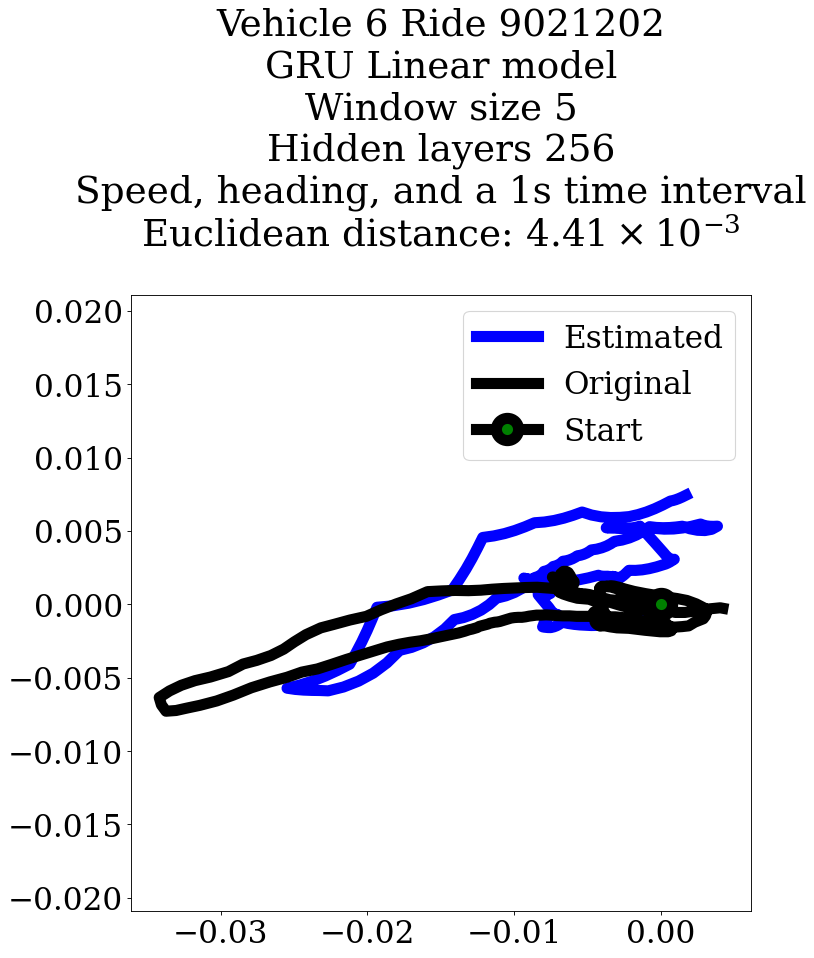 Vehicle 6 Ride 9021202
GRU Linear model
Window size 5
Hidden layers 256
Speed, heading, and a 1s time interval
Euclidean distance: 4.41 × 10⁻³
Estimated
Original
Start
0.020
0.015
0.010
0.005
0.000
−0.005
−0.010
−0.015
−0.020
−0.03 −0.02 −0.01 0.00